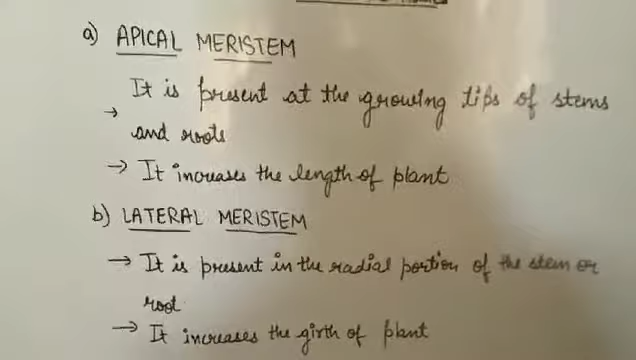 a) APICAL MERISTEM
It is present at the growing tips of stems
→ and roots
→ It increases the length of plant
b) LATERAL MERISTEM
→ It is present in the radial portion of the stem or
root
→ It increases the girth of plant